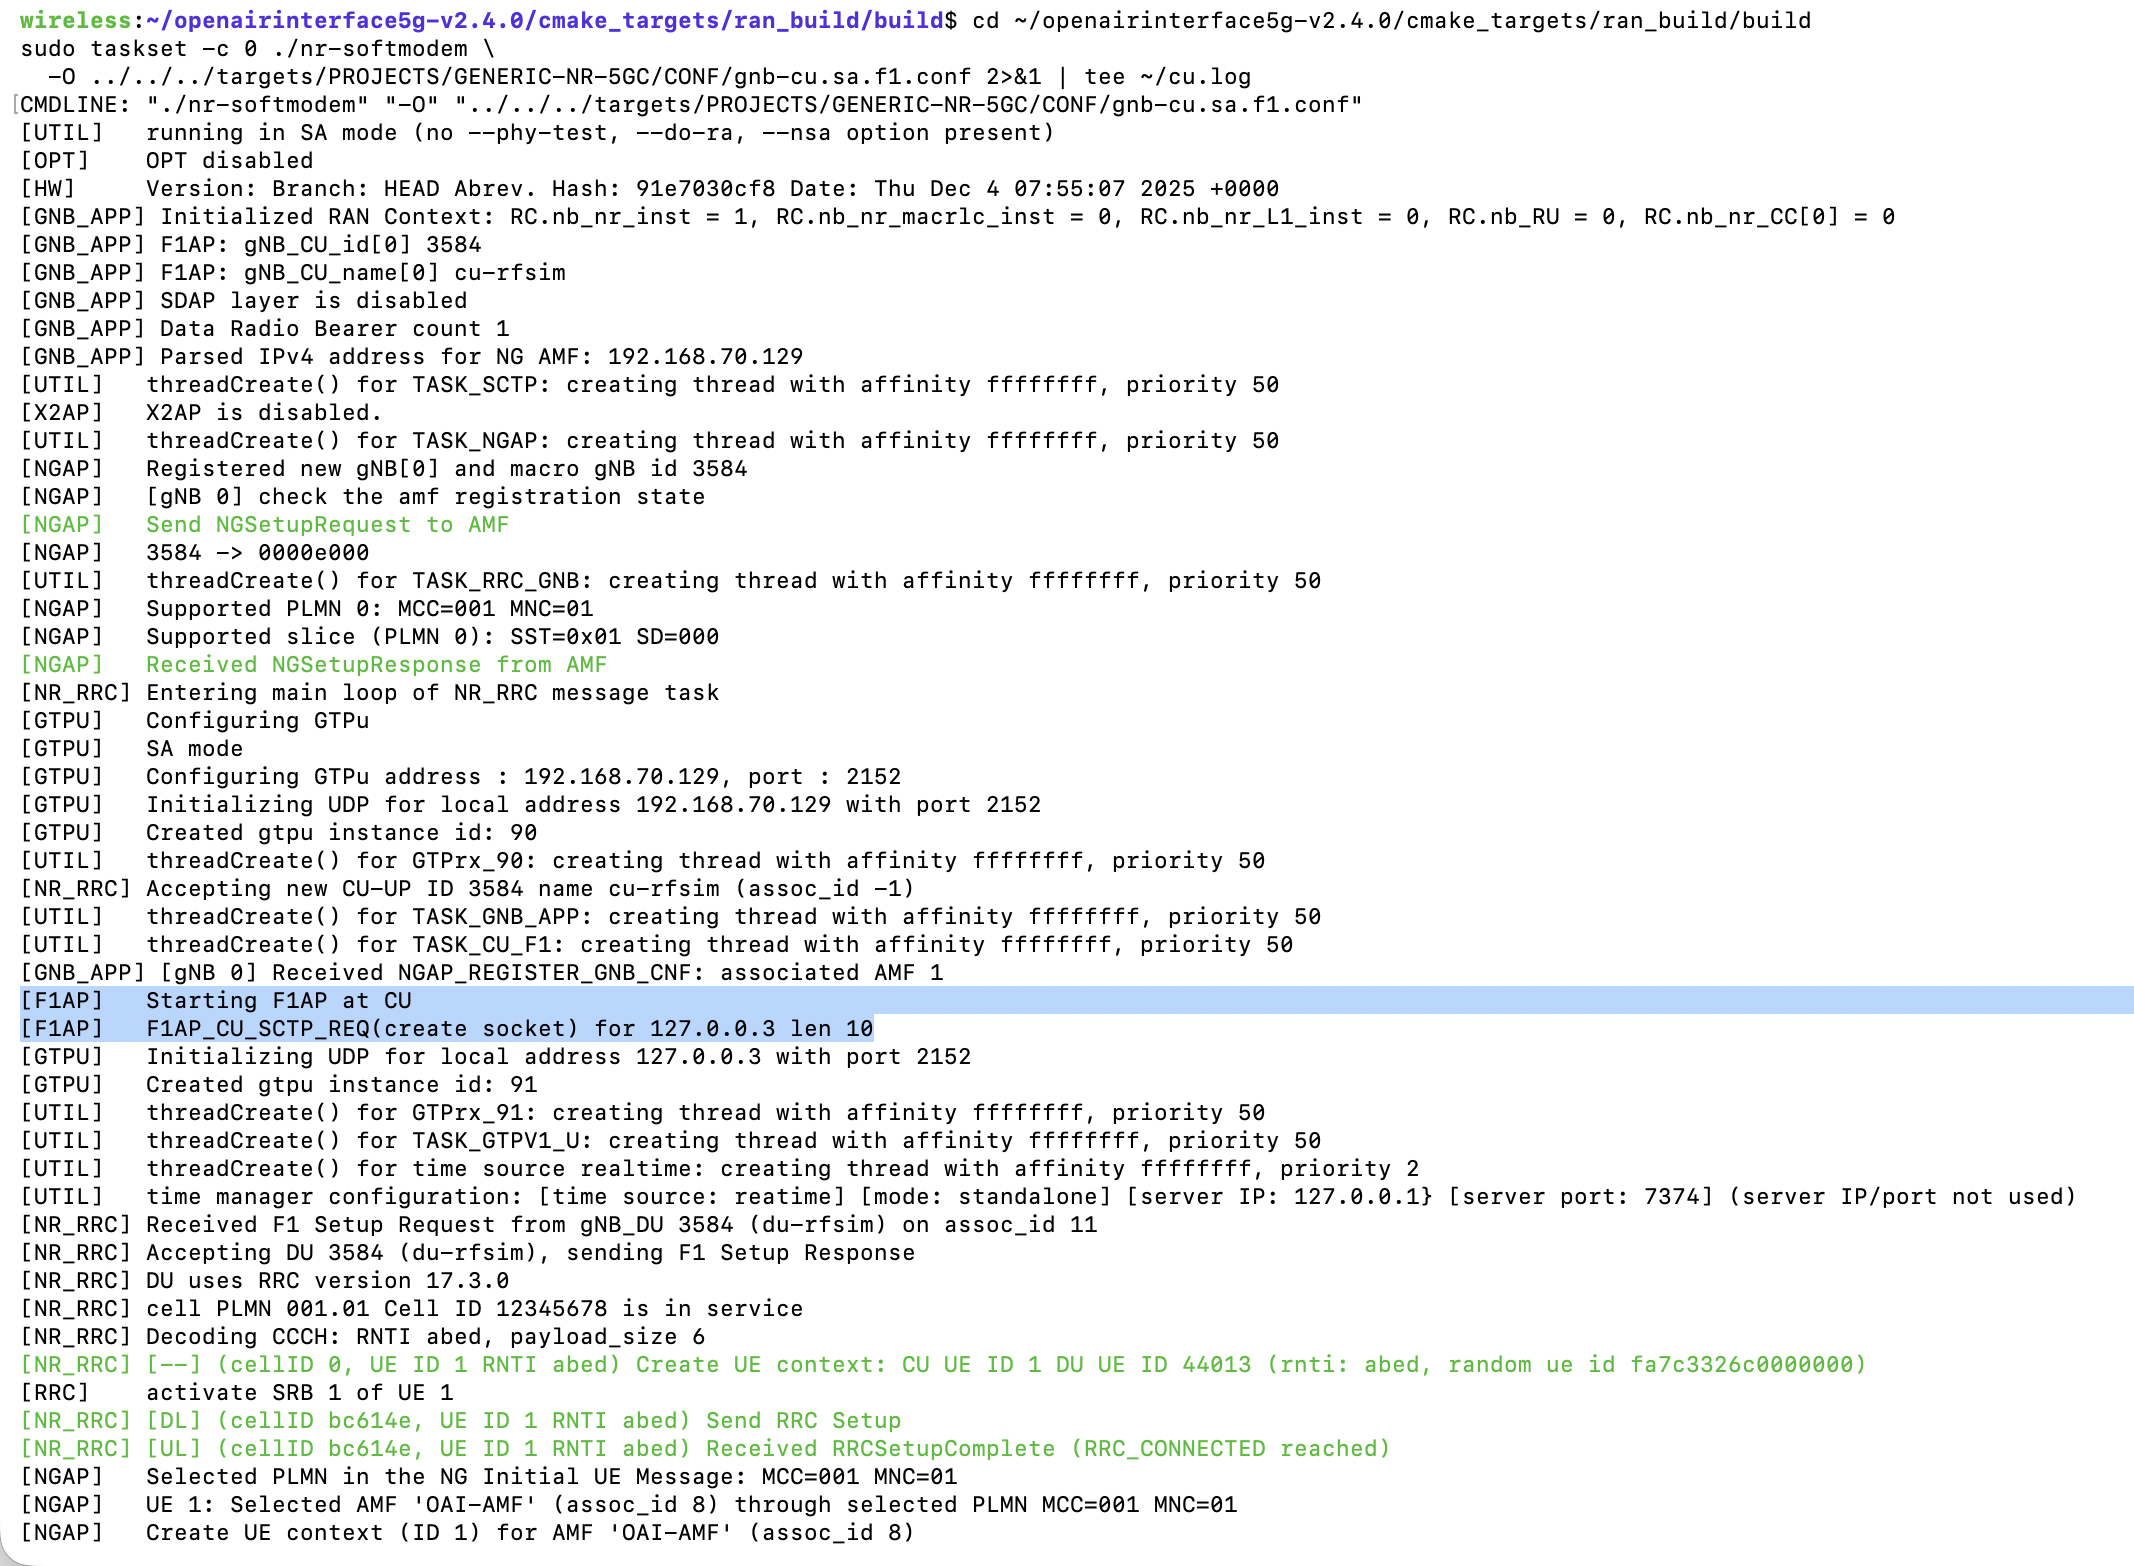 wireless:~/openairinterface5g-v2.4.0/cmake_targets/ran_build/build$ cd ~/openairinterface5g-v2.4.0/cmake_targets/ran_build/build
sudo taskset -c 0 ./nr-softmodem \
  -O ../../../targets/PROJECTS/GENERIC-NR-5GC/CONF/gnb-cu.sa.f1.conf 2>&1 | tee ~/cu.log
[CMDLINE: "./nr-softmodem" "-O" "../../../targets/PROJECTS/GENERIC-NR-5GC/CONF/gnb-cu.sa.f1.conf"
[UTIL]   running in SA mode (no --phy-test, --do-ra, --nsa option present)
[OPT]    OPT disabled
[HW]     Version: Branch: HEAD Abrev. Hash: 91e7030cf8 Date: Thu Dec 4 07:55:07 2025 +0000
[GNB_APP] Initialized RAN Context: RC.nb_nr_inst = 1, RC.nb_nr_macrlc_inst = 0, RC.nb_nr_L1_inst = 0, RC.nb_RU = 0, RC.nb_nr_CC[0] = 0
[GNB_APP] F1AP: gNB_CU_id[0] 3584
[GNB_APP] F1AP: gNB_CU_name[0] cu-rfsim
[GNB_APP] SDAP layer is disabled
[GNB_APP] Data Radio Bearer count 1
[GNB_APP] Parsed IPv4 address for NG AMF: 192.168.70.129
[UTIL]   threadCreate() for TASK_SCTP: creating thread with affinity ffffffff, priority 50
[X2AP]   X2AP is disabled.
[UTIL]   threadCreate() for TASK_NGAP: creating thread with affinity ffffffff, priority 50
[NGAP]   Registered new gNB[0] and macro gNB id 3584
[NGAP]   [gNB 0] check the amf registration state
[NGAP]   Send NGSetupRequest to AMF
[NGAP]   3584 -> 0000e000
[UTIL]   threadCreate() for TASK_RRC_GNB: creating thread with affinity ffffffff, priority 50
[NGAP]   Supported PLMN 0: MCC=001 MNC=01
[NGAP]   Supported slice (PLMN 0): SST=0x01 SD=000
[NGAP]   Received NGSetupResponse from AMF
[NR_RRC] Entering main loop of NR_RRC message task
[GTPU]   Configuring GTPu
[GTPU]   SA mode
[GTPU]   Configuring GTPu address : 192.168.70.129, port : 2152
[GTPU]   Initializing UDP for local address 192.168.70.129 with port 2152
[GTPU]   Created gtpu instance id: 90
[UTIL]   threadCreate() for GTPrx_90: creating thread with affinity ffffffff, priority 50
[NR_RRC] Accepting new CU-UP ID 3584 name cu-rfsim (assoc_id -1)
[UTIL]   threadCreate() for TASK_GNB_APP: creating thread with affinity ffffffff, priority 50
[UTIL]   threadCreate() for TASK_CU_F1: creating thread with affinity ffffffff, priority 50
[GNB_APP] [gNB 0] Received NGAP_REGISTER_GNB_CNF: associated AMF 1
[F1AP]   Starting F1AP at CU
[F1AP]   F1AP_CU_SCTP_REQ(create socket) for 127.0.0.3 len 10
[GTPU]   Initializing UDP for local address 127.0.0.3 with port 2152
[GTPU]   Created gtpu instance id: 91
[UTIL]   threadCreate() for GTPrx_91: creating thread with affinity ffffffff, priority 50
[UTIL]   threadCreate() for TASK_GTPV1_U: creating thread with affinity ffffffff, priority 50
[UTIL]   threadCreate() for time source realtime: creating thread with affinity ffffffff, priority 2
[UTIL]   time manager configuration: [time source: reatime] [mode: standalone] [server IP: 127.0.0.1} [server port: 7374] (server IP/port not used)
[NR_RRC] Received F1 Setup Request from gNB_DU 3584 (du-rfsim) on assoc_id 11
[NR_RRC] Accepting DU 3584 (du-rfsim), sending F1 Setup Response
[NR_RRC] DU uses RRC version 17.3.0
[NR_RRC] cell PLMN 001.01 Cell ID 12345678 is in service
[NR_RRC] Decoding CCCH: RNTI abed, payload_size 6
[NR_RRC] [--] (cellID 0, UE ID 1 RNTI abed) Create UE context: CU UE ID 1 DU UE ID 44013 (rnti: abed, random ue id fa7c3326c0000000)
[RRC]    activate SRB 1 of UE 1
[NR_RRC] [DL] (cellID bc614e, UE ID 1 RNTI abed) Send RRC Setup
[NR_RRC] [UL] (cellID bc614e, UE ID 1 RNTI abed) Received RRCSetupComplete (RRC_CONNECTED reached)
[NGAP]   Selected PLMN in the NG Initial UE Message: MCC=001 MNC=01
[NGAP]   UE 1: Selected AMF 'OAI-AMF' (assoc_id 8) through selected PLMN MCC=001 MNC=01
[NGAP]   Create UE context (ID 1) for AMF 'OAI-AMF' (assoc_id 8)